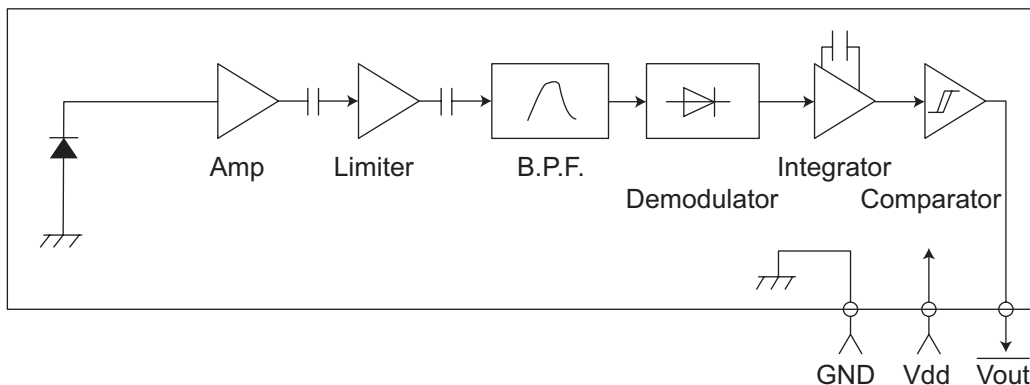 Amp
Limiter
B.P.F.
Demodulator
Integrator
Comparator
GND
Vdd
Vout